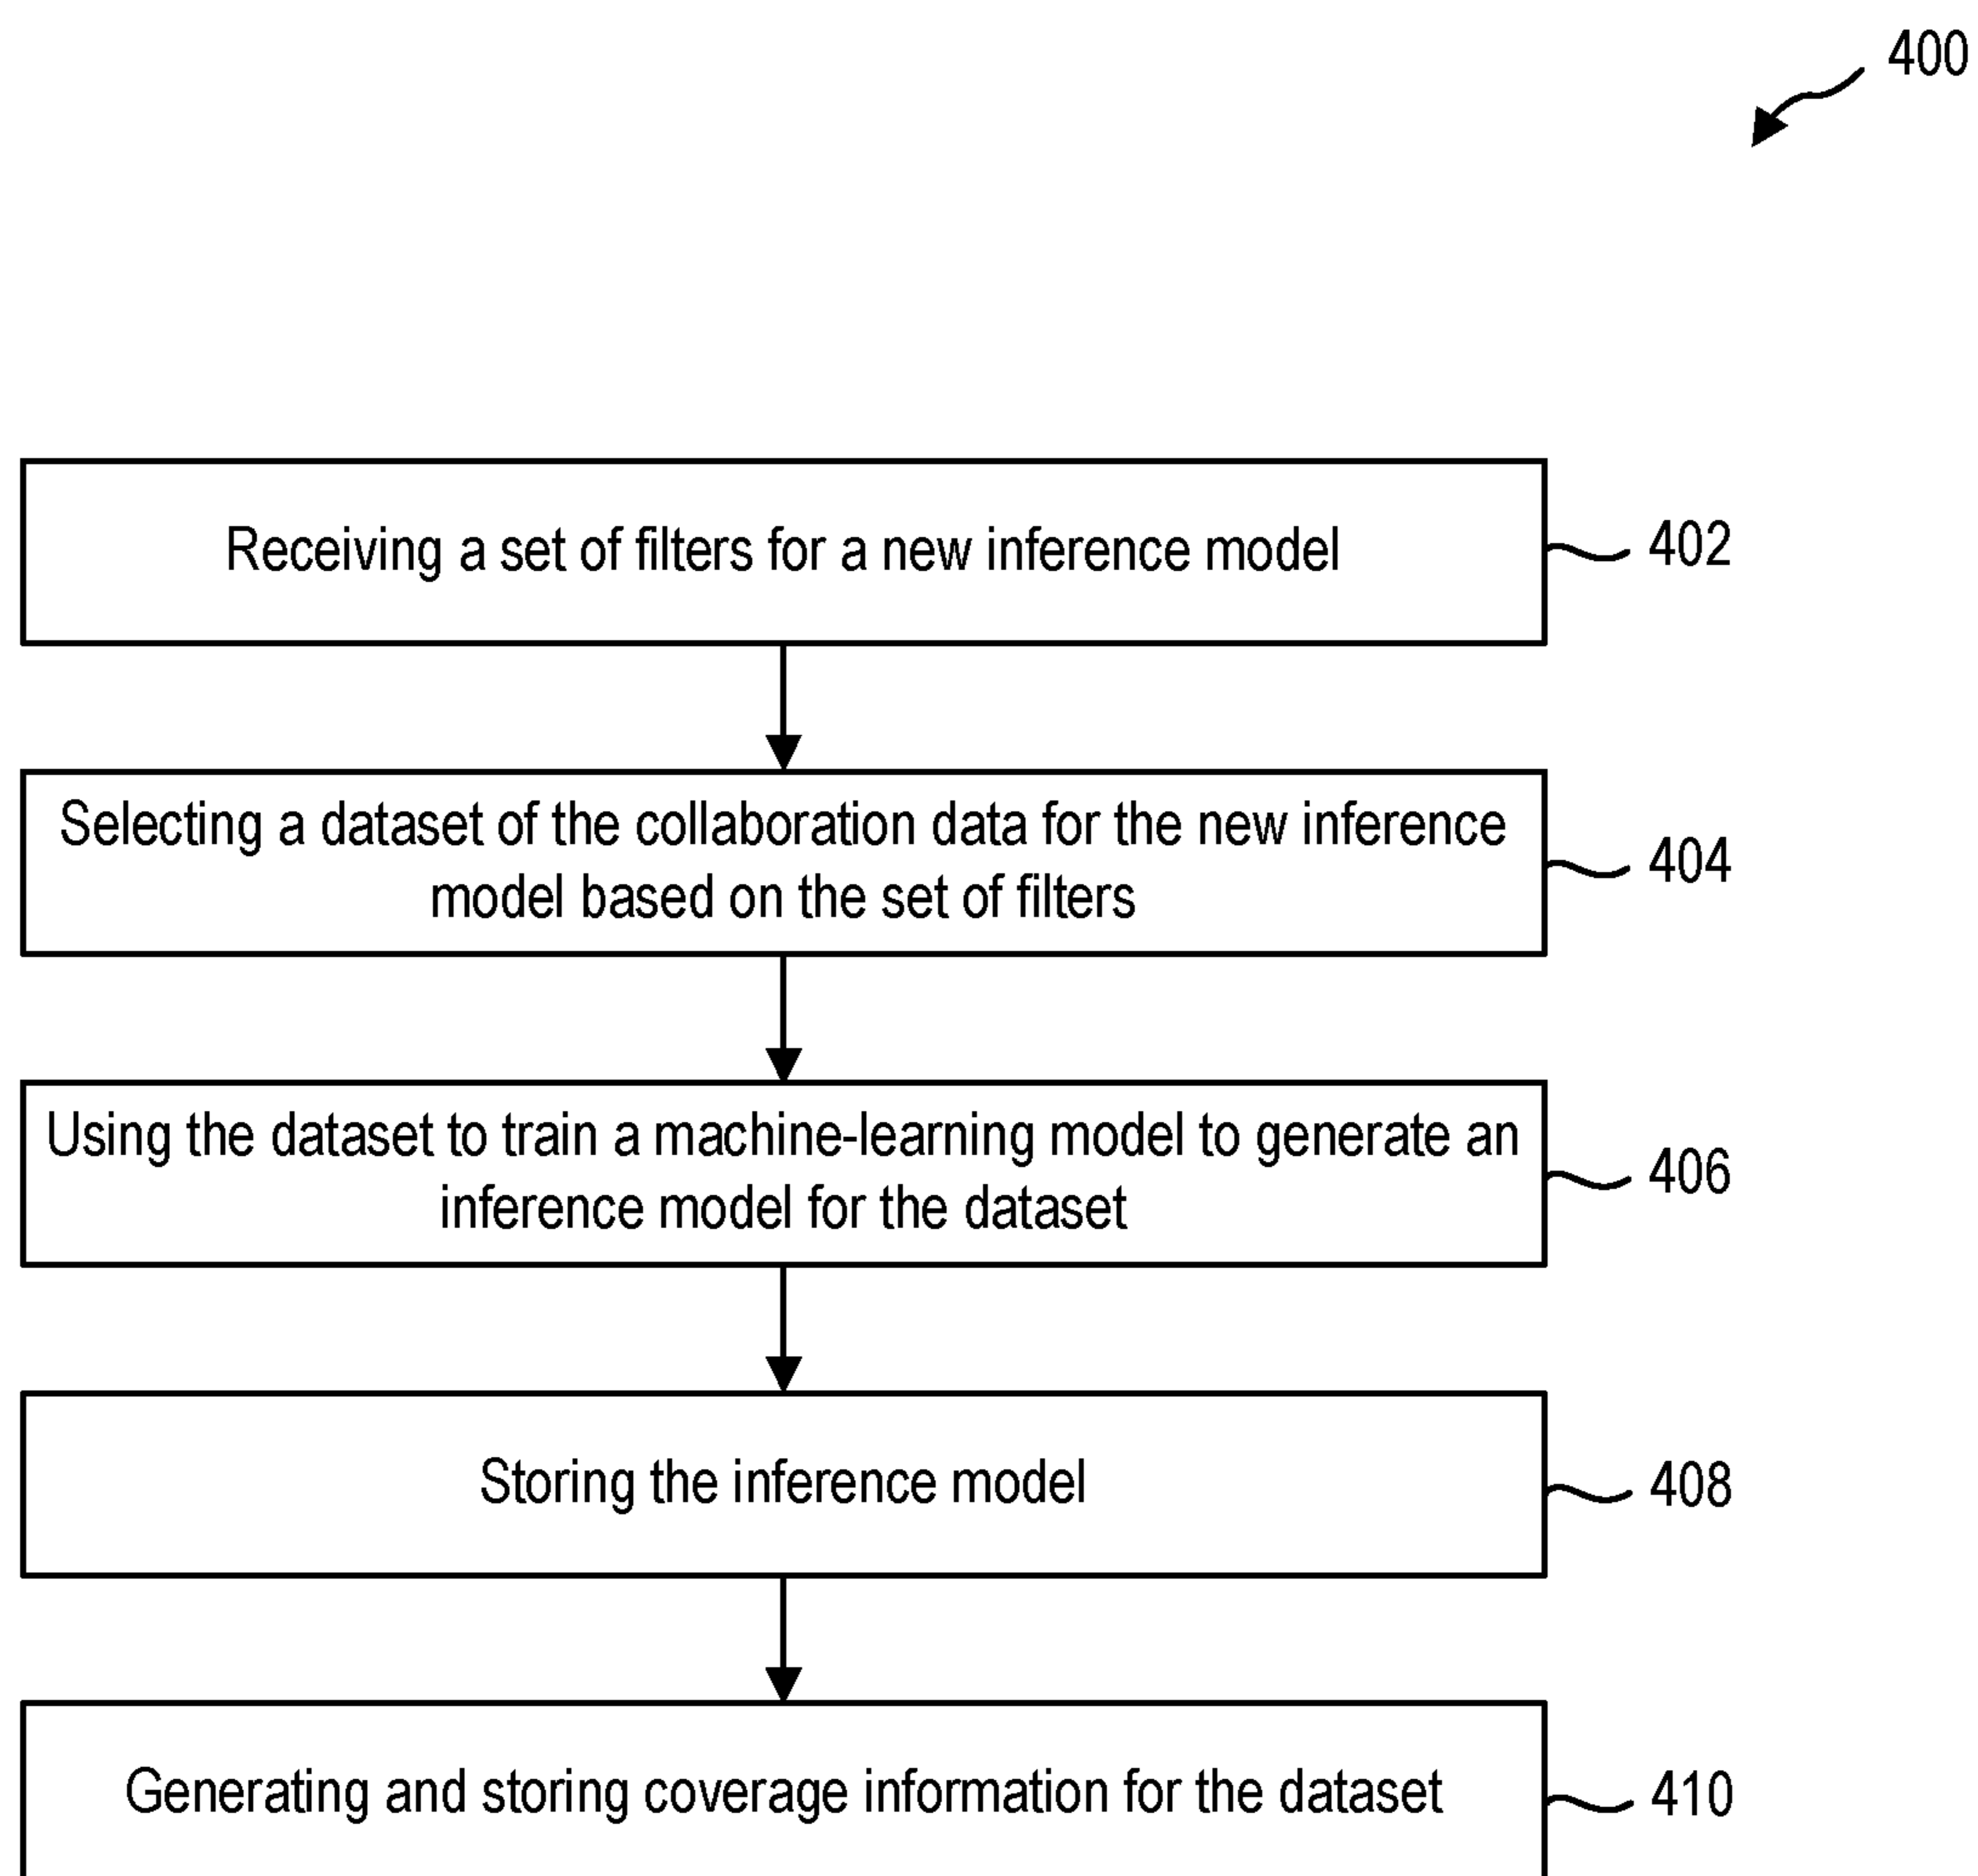 400
Receiving a set of filters for a new inference model
402
Selecting a dataset of the collaboration data for the new inference
model based on the set of filters
404
Using the dataset to train a machine-learning model to generate an
inference model for the dataset
406
Storing the inference model
408
Generating and storing coverage information for the dataset
410